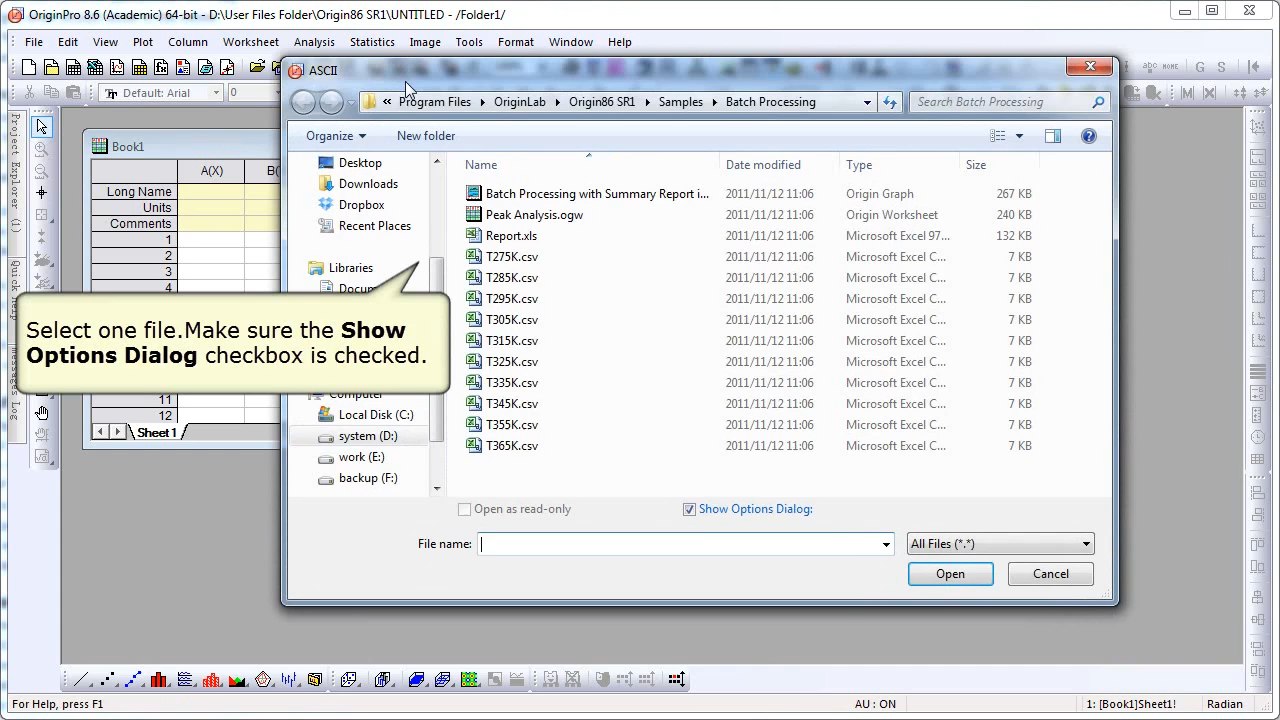 OriginPro 8.6 (Academic) 64-bit - D:\User Files Folder\Origin86 SR1\UNTITLED - /Folder1/
File Edit View Plot Column Worksheet Analysis Statistics Image Tools Format Window Help
Default: Arial 0
ASCII
« Program Files OriginLab Origin86 SR1 Samples Batch Processing Search Batch Processing
Organize New folder
Project Explorer (1)
Quick Help
Messages Log
Book1
A(X) B(
Long Name
Units
Comments
1
2
3
4
11
12
Sheet1
Desktop
Downloads
Dropbox
Recent Places
Libraries
Docum
Computer
Local Disk (C:)
system (D:)
work (E:)
backup (F:)
Name Date modified Type Size
Batch Processing with Summary Report i... 2011/11/12 11:06 Origin Graph 267 KB
Peak Analysis.ogw 2011/11/12 11:06 Origin Worksheet 240 KB
Report.xls 2011/11/12 11:06 Microsoft Excel 97... 132 KB
T275K.csv 2011/11/12 11:06 Microsoft Excel C... 7 KB
T285K.csv 2011/11/12 11:06 Microsoft Excel C... 7 KB
T295K.csv 2011/11/12 11:06 Microsoft Excel C... 7 KB
T305K.csv 2011/11/12 11:06 Microsoft Excel C... 7 KB
T315K.csv 2011/11/12 11:06 Microsoft Excel C... 7 KB
T325K.csv 2011/11/12 11:06 Microsoft Excel C... 7 KB
T335K.csv 2011/11/12 11:06 Microsoft Excel C... 7 KB
T345K.csv 2011/11/12 11:06 Microsoft Excel C... 7 KB
T355K.csv 2011/11/12 11:06 Microsoft Excel C... 7 KB
T365K.csv 2011/11/12 11:06 Microsoft Excel C... 7 KB
Select one file.Make sure the Show
Options Dialog checkbox is checked.
Open as read-only Show Options Dialog:
File name: All Files (*.*)
Open Cancel
For Help, press F1 AU : ON 1: [Book1]Sheet1! Radian